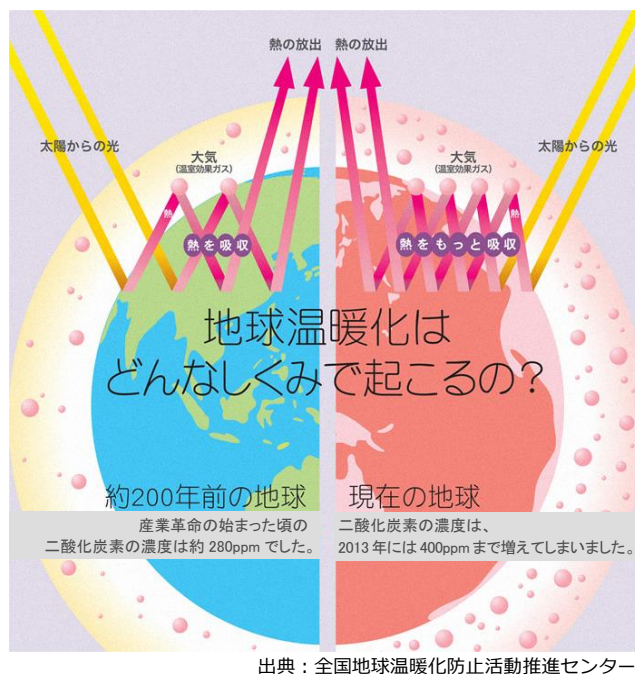 熱の放出 熱の放出
太陽からの光
大気
(温室効果ガス)
熱
熱を吸収
大気
(温室効果ガス)
太陽からの光
熱
熱をもっと吸収
地球温暖化は
どんなしくみで起こるの？
約200年前の地球
産業革命の始まった頃の
二酸化炭素の濃度は約 280ppm でした。
現在の地球
二酸化炭素の濃度は、
2013 年には 400ppm まで増えてしまいました。
出典：全国地球温暖化防止活動推進センター